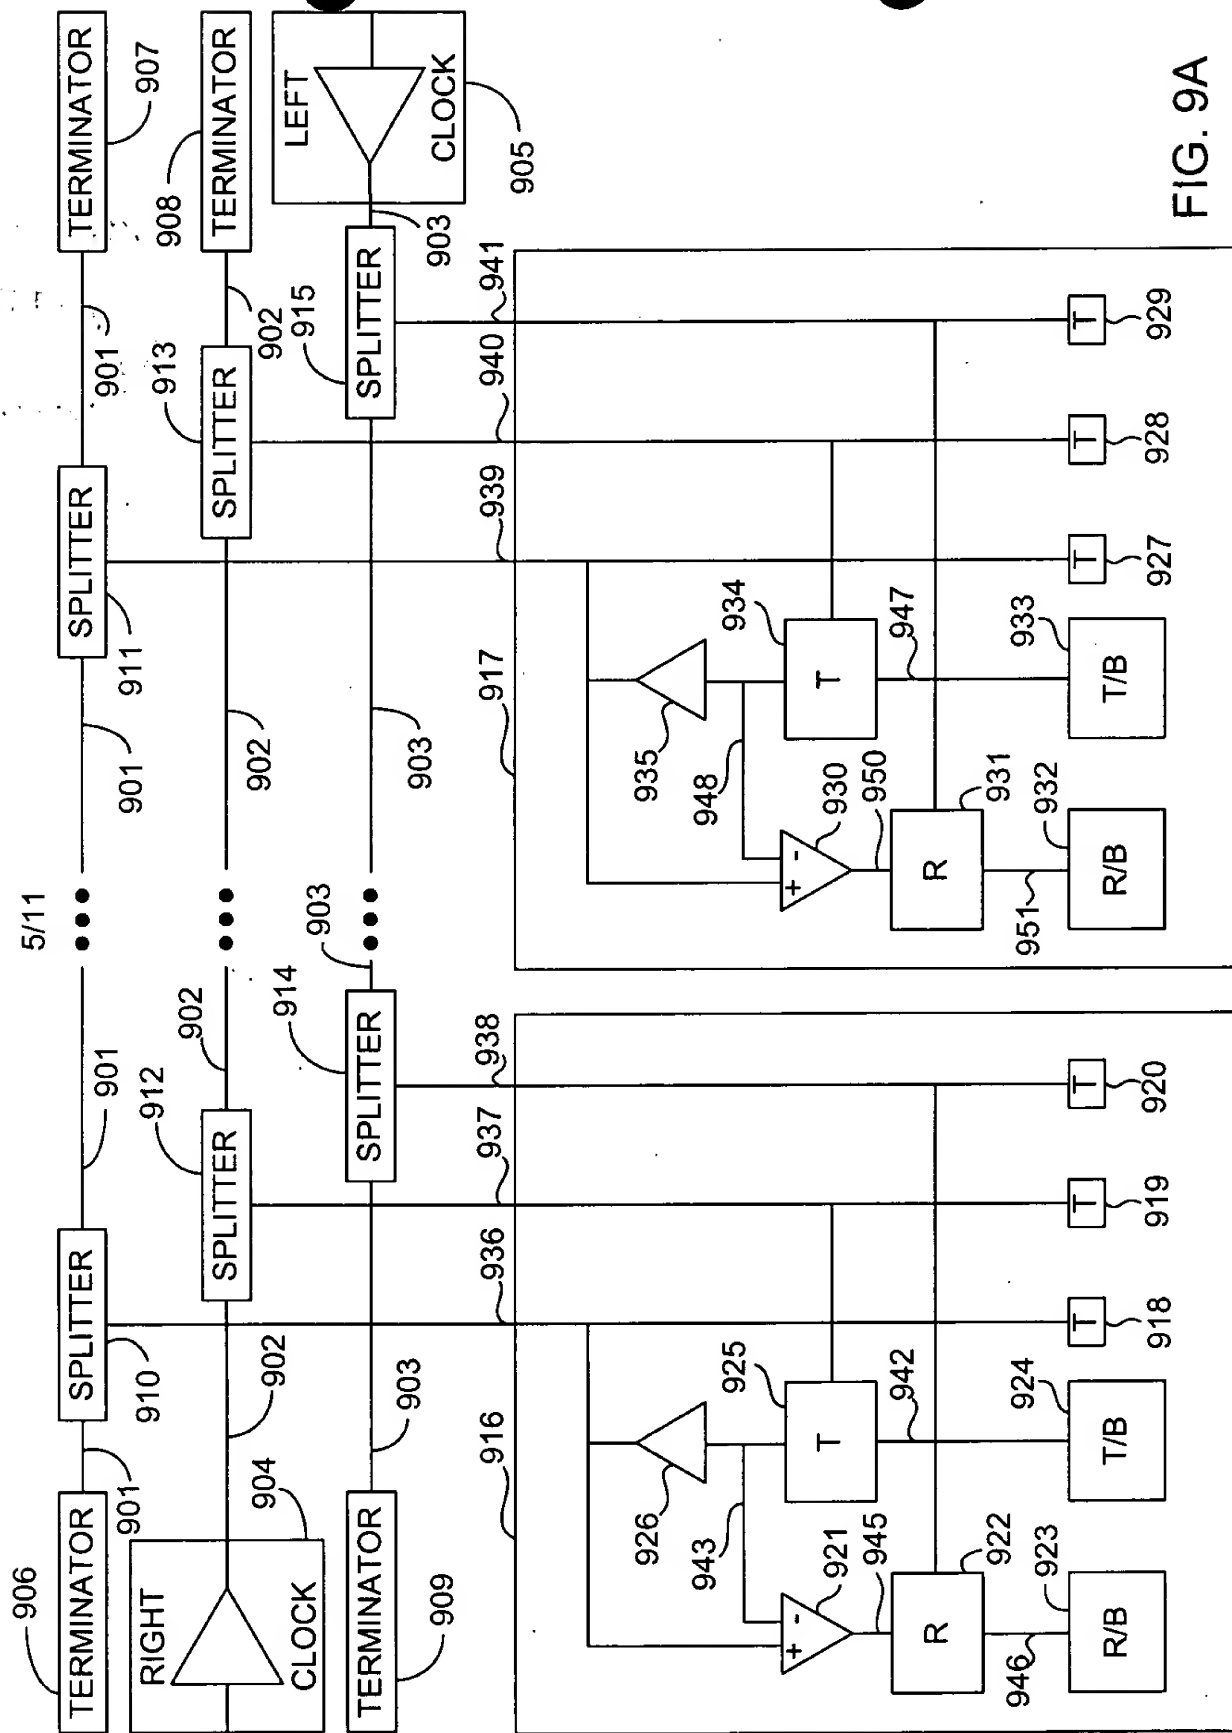 5/11
906
TERMINATOR
901
SPLITTER
910
901
901
SPLITTER
911
901
TERMINATOR
907
RIGHT
CLOCK
904
902
912
SPLITTER
902
902
913
SPLITTER
902
908
TERMINATOR
TERMINATOR
909
903
914
SPLITTER
903
903
915
SPLITTER
903
LEFT
CLOCK
905
916
936
937
938
926
943
925
T
+
-
921
945
R
922
942
946
R/B
923
T/B
924
T
918
T
919
T
920
917
939
940
941
935
948
934
T
+
-
930
950
R
931
947
951
R/B
932
T/B
933
T
927
T
928
T
929
FIG. 9A